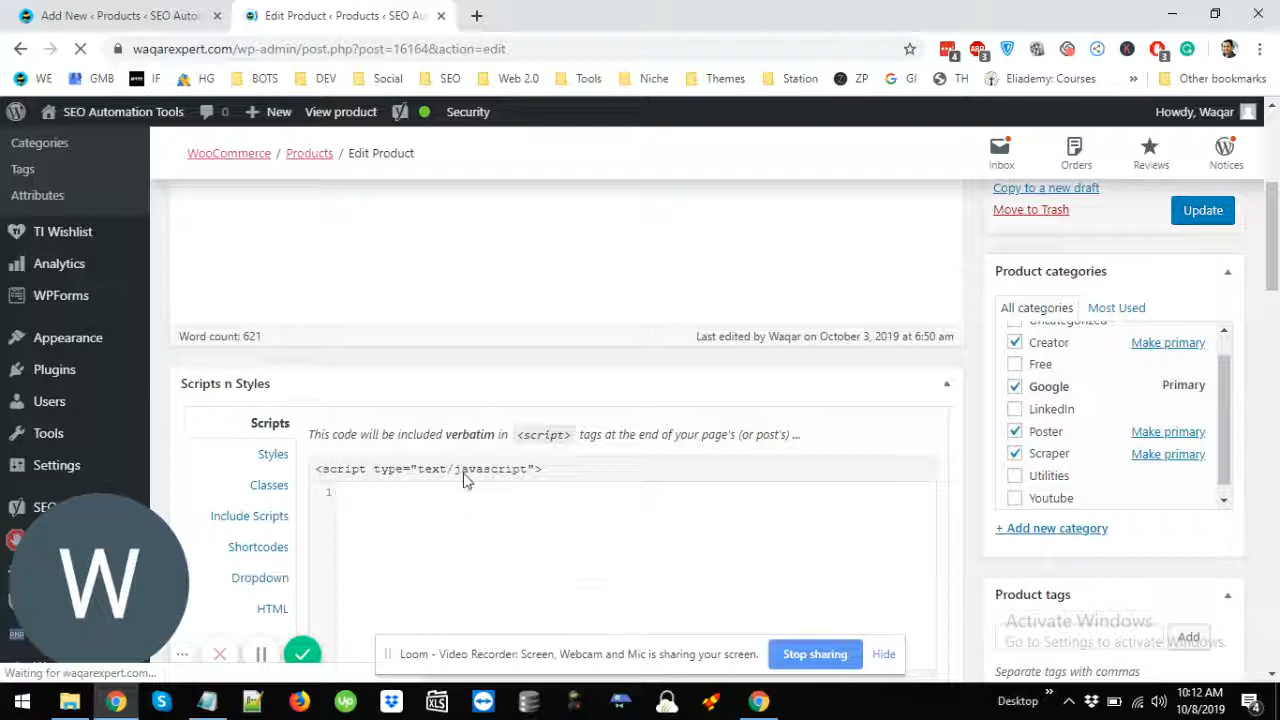 Add New ‹ Products ‹ SEO Auto
Edit Product ‹ Products ‹ SEO Au
waqarexpert.com/wp-admin/post.php?post=16164&action=edit
4 3 3
WE GMB IF HG BOTS DEV Social SEO Web 2.0 Tools Niche Themes Station ZP GI TH Eliademy: Courses » Other bookmarks
SEO Automation Tools 0 New View product Security Howdy, Waqar
Categories
Tags
Attributes
TI Wishlist
Analytics
WPForms
Appearance
Plugins
Users
Tools
Settings
SEO
WooCommerce / Products / Edit Product
Inbox Orders Reviews Notices
Copy to a new draft
Move to Trash Update
Word count: 621 Last edited by Waqar on October 3, 2019 at 6:50 am
Scripts n Styles
Scripts
Styles
Classes
Include Scripts
Shortcodes
Dropdown
HTML
This code will be included verbatim in <script> tags at the end of your page's (or post's) ...
<script type="text/javascript">
1
Product categories
All categories Most Used
Uncategorized
Creator Make primary
Free
Google Primary
LinkedIn
Poster Make primary
Scraper Make primary
Utilities
Youtube
+ Add new category
Product tags
Add
Separate tags with commas
Activate Windows
Go to Settings to activate Windows.
W
Loom - Video Recorder: Screen, Webcam and Mic is sharing your screen. Stop sharing Hide
Waiting for waqarexpert.com...
Desktop » 10:12 AM
10/8/2019
4